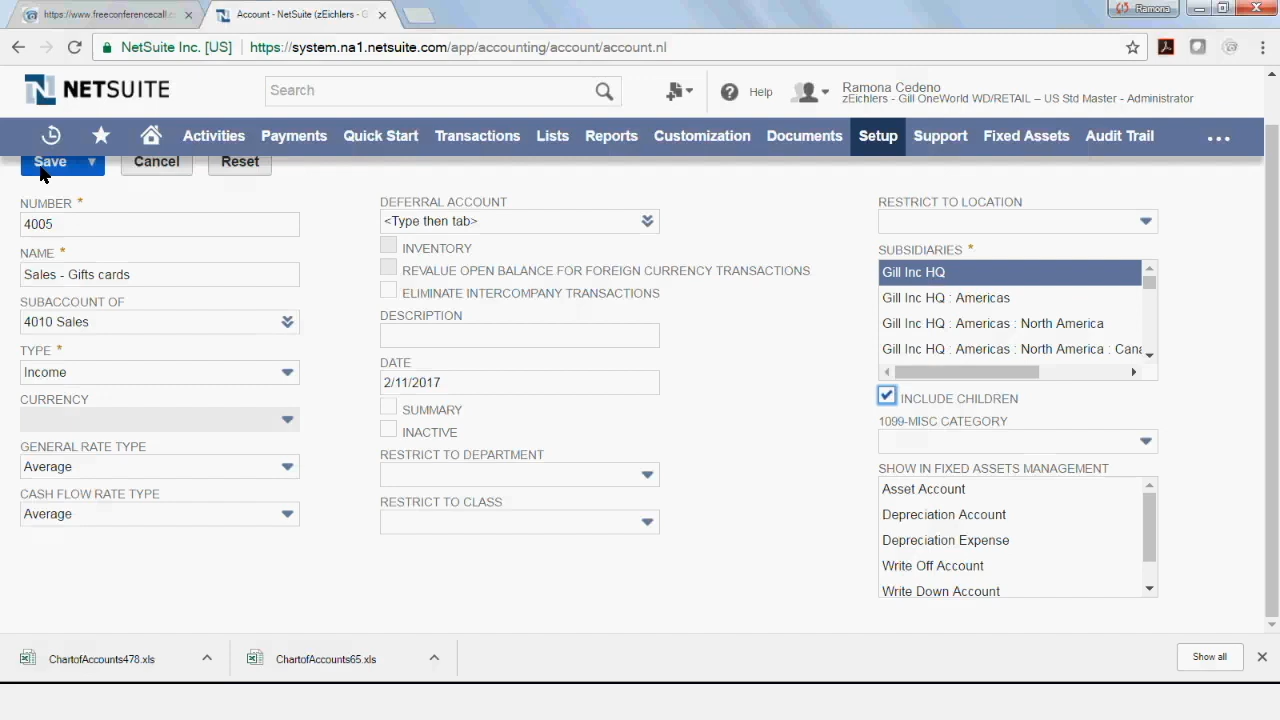 https://www.freeconferencecall.c
Account - NetSuite (zEichlers - G
Ramona
NetSuite Inc. [US]
https://system.na1.netsuite.com/app/accounting/account/account.nl
NETSUITE
Search
Help
Ramona Cedeno
zEichlers - Gill OneWorld WD/RETAIL – US Std Master - Administrator
Activities Payments Quick Start Transactions Lists Reports Customization Documents Setup Support Fixed Assets Audit Trail
Save Cancel Reset
NUMBER *
4005
NAME *
Sales - Gifts cards
SUBACCOUNT OF
4010 Sales
TYPE *
Income
CURRENCY
GENERAL RATE TYPE
Average
CASH FLOW RATE TYPE
Average
DEFERRAL ACCOUNT
<Type then tab>
INVENTORY
REVALUE OPEN BALANCE FOR FOREIGN CURRENCY TRANSACTIONS
ELIMINATE INTERCOMPANY TRANSACTIONS
DESCRIPTION
DATE
2/11/2017
SUMMARY
INACTIVE
RESTRICT TO DEPARTMENT
RESTRICT TO CLASS
RESTRICT TO LOCATION
SUBSIDIARIES *
Gill Inc HQ
Gill Inc HQ : Americas
Gill Inc HQ : Americas : North America
Gill Inc HQ : Americas : North America : Cana
INCLUDE CHILDREN
1099-MISC CATEGORY
SHOW IN FIXED ASSETS MANAGEMENT
Asset Account
Depreciation Account
Depreciation Expense
Write Off Account
Write Down Account
ChartofAccounts478.xls
ChartofAccounts65.xls
Show all